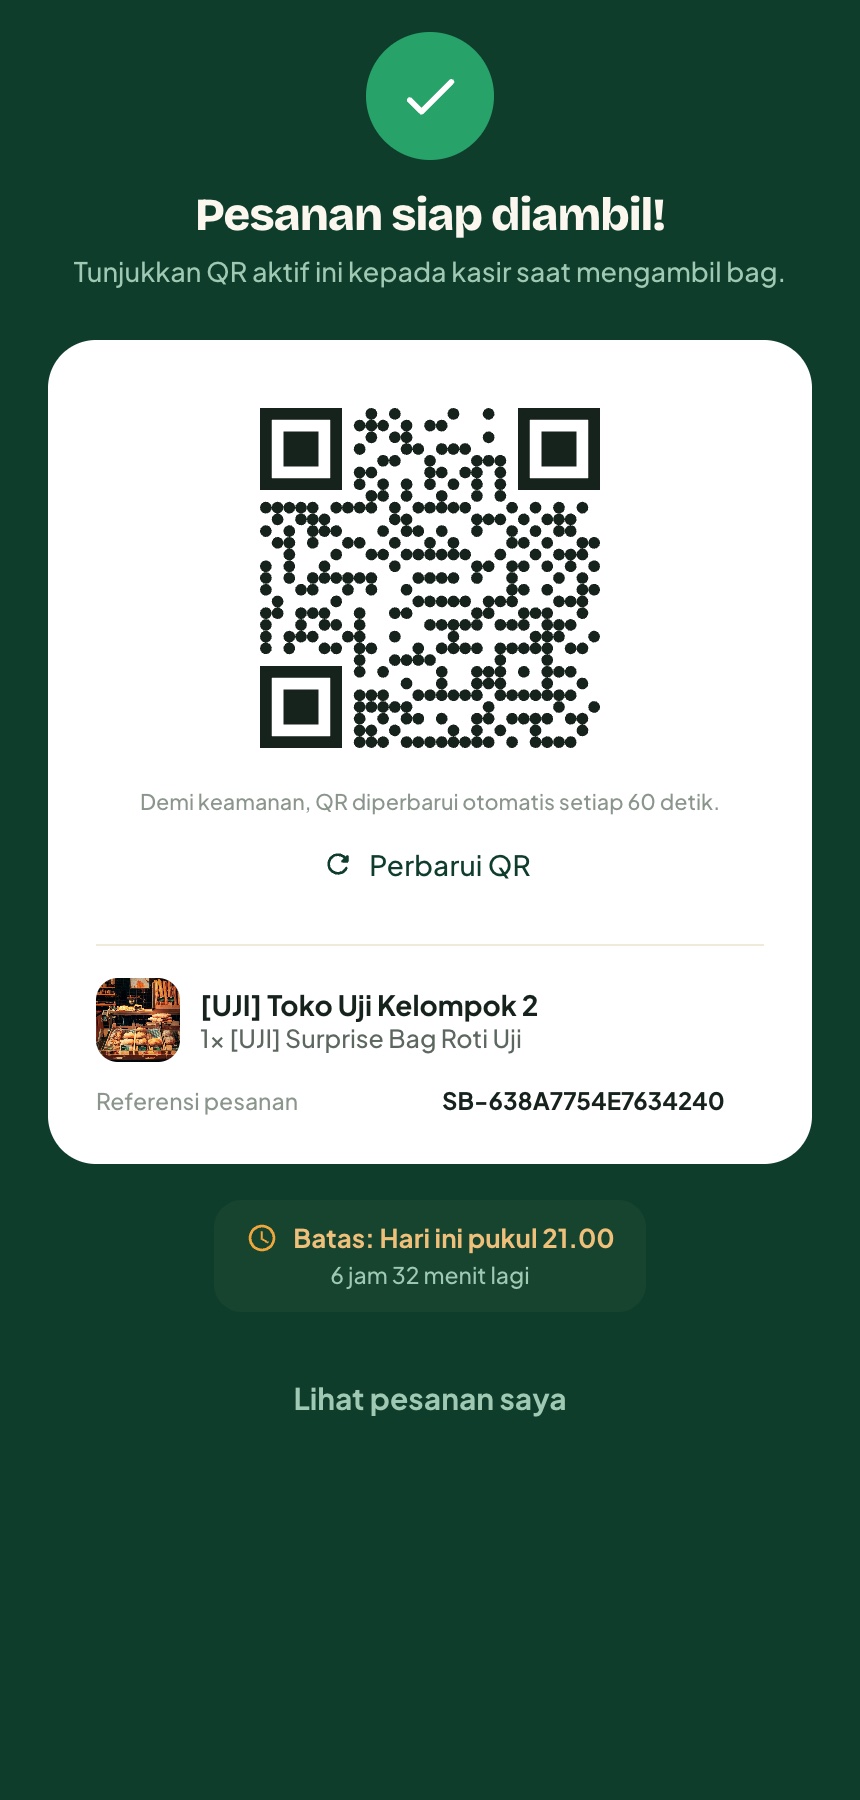 Pesanan siap diambil!
Tunjukkan QR aktif ini kepada kasir saat mengambil bag.
Demi keamanan, QR diperbarui otomatis setiap 60 detik.
Perbarui QR
[UJI] Toko Uji Kelompok 2
1× [UJI] Surprise Bag Roti Uji
Referensi pesanan SB-638A7754E7634240
Batas: Hari ini pukul 21.00
6 jam 32 menit lagi
Lihat pesanan saya